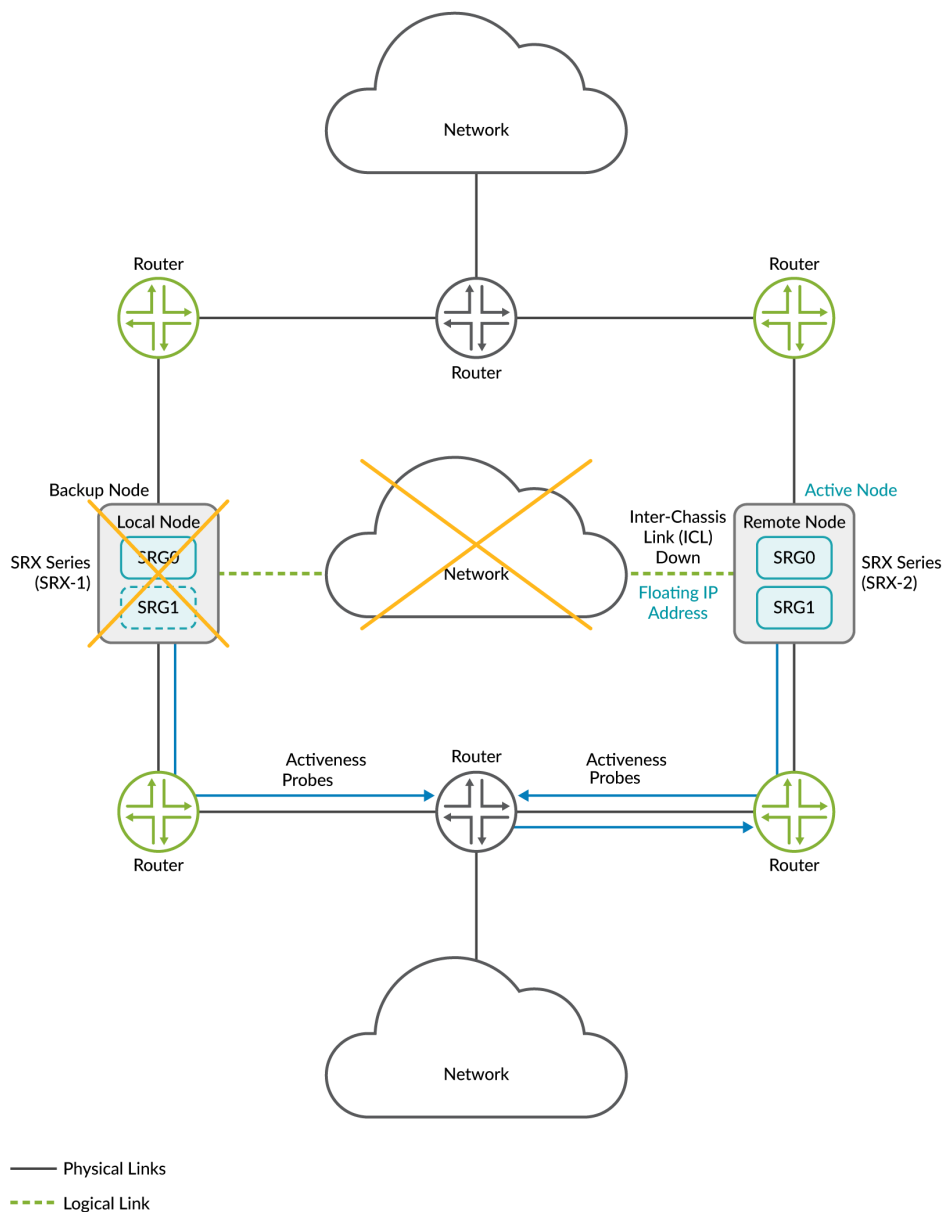 Network
Router
Router
Router
Backup Node
Active Node
Local Node
SRG0
SRG1
SRX Series
(SRX-1)
Network
Inter-Chassis
Link (ICL)
Down
Floating IP
Address
Remote Node
SRG0
SRG1
SRX Series
(SRX-2)
Activeness
Probes
Router
Activeness
Probes
Router
Router
Network
Physical Links
Logical Link